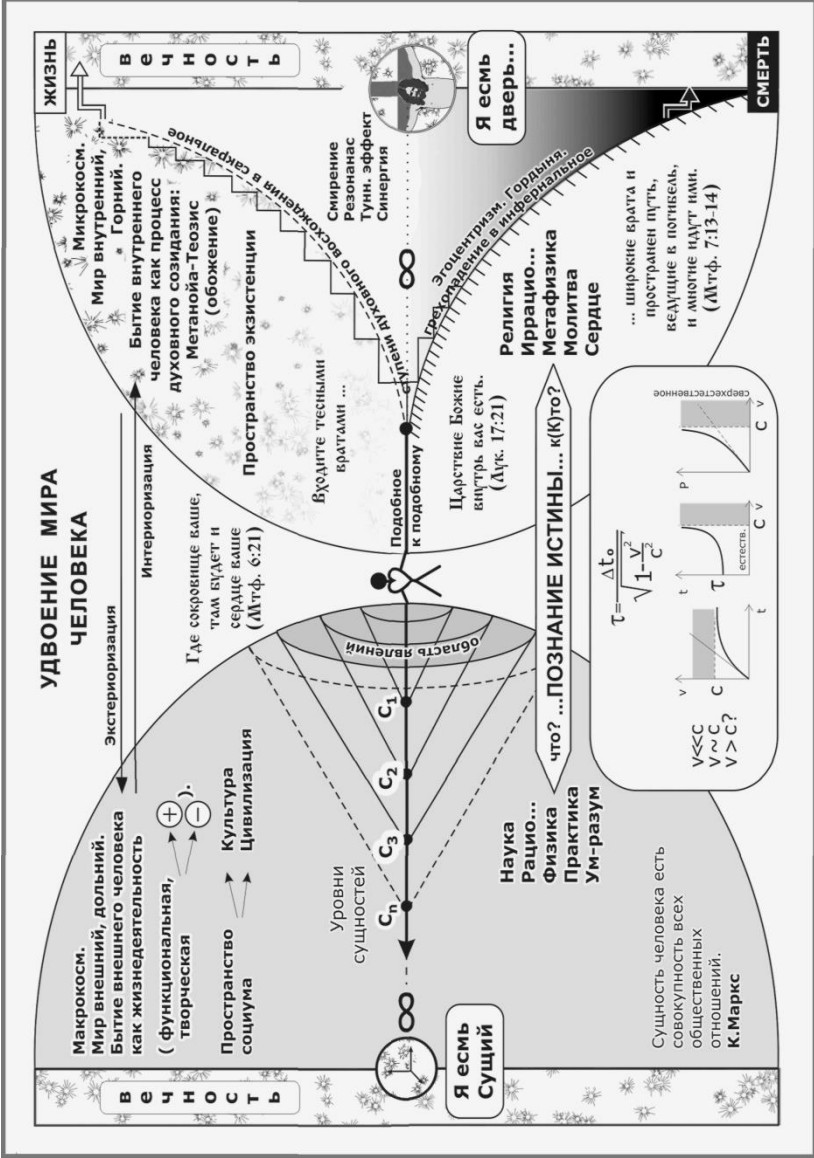 УДВОЕНИЕ МИРА
ЧЕЛОВЕКА
Экстериоризация
Интериоризация
в е ч н о с т ь
Макрокосм.
Мир внешний, дольний.
Бытие внешнего человека
как жизнедеятельность
( функциональная,
творческая
+
− ).
Пространство
социума
Культура
Цивилизация
Где сокровище ваше,
там будет и
сердце ваше
(Мтф. 6:21)
Микрокосм.
Мир внутренний,
Горний.
Бытие внутреннего
человека как процесс
духовного созидания:
Метанойа-Теозис
(обожение)
Пространство экзистенции
ЖИЗНЬ
в е ч н о с т ь
входите тесными
вратами ...
ступени духовного восхождения в сакральное
Смирение
Резонанас
Тунн. эффект
Синергия
Уровни
сущностей
область явлений
∞
Cn
C3
C2
C1
Подобное
к подобному
∞
Я есмь
Сущий
Я есмь
дверь...
Царствие Божие
внутрь вас есть.
(Лук. 17:21)
Эгоцентризм. Гордыня.
грехопадение в инфернальное
Наука
Рацио...
Физика
Практика
Ум-разум
что? ...ПОЗНАНИЕ ИСТИНЫ... к(К)то?
Религия
Иррацио...
Метафизика
Молитва
Сердце
... широкие врата и
пространен путь,
ведущие в погибель,
и многие идут ими.
(Мтф. 7:13-14)
СМЕРТЬ
Сущность человека есть
совокупность всех
общественных
отношений.
К.Маркс
τ = Δt₀ / √(1 − v²/c²)
V<<C
V ~ C
V > C?
v
C
t
t
τ
естеств.
C
v
P
C
v
сверхестественное